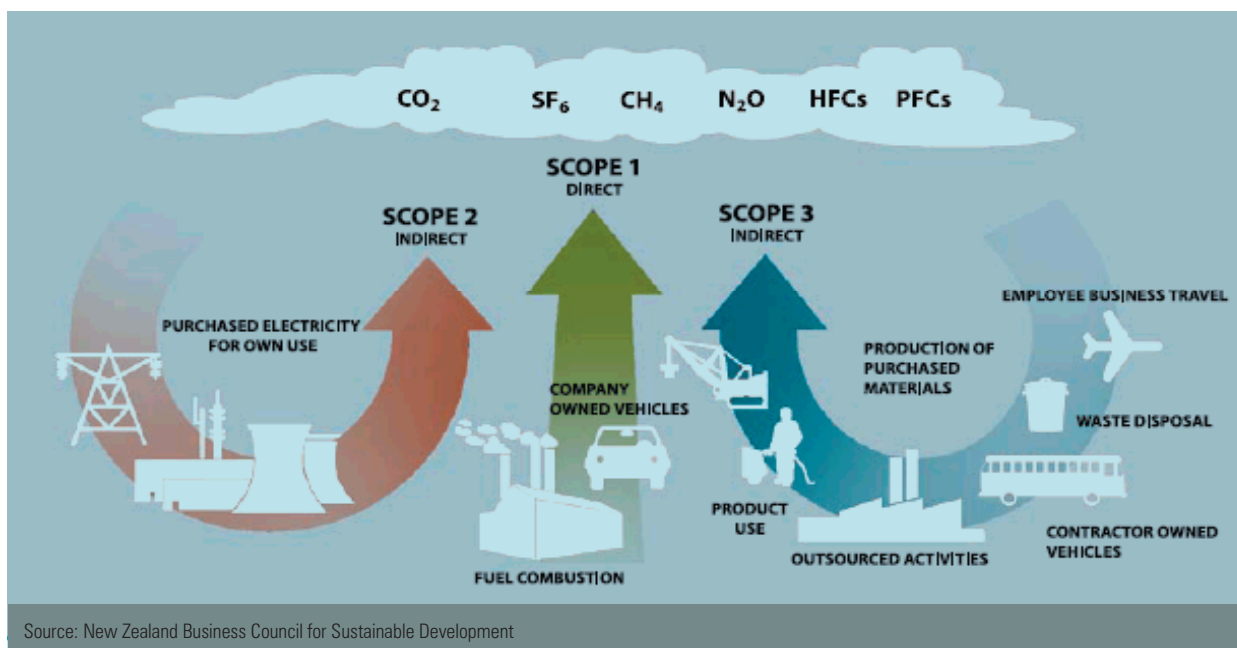 CO₂ SF₆ CH₄ N₂O HFCs PFCs
SCOPE 1
DIRECT
SCOPE 2
INDIRECT
SCOPE 3
INDIRECT
PURCHASED ELECTRICITY
FOR OWN USE
COMPANY
OWNED VEHICLES
FUEL COMBUSTION
EMPLOYEE BUSINESS TRAVEL
PRODUCTION OF
PURCHASED
MATERIALS
WASTE DISPOSAL
PRODUCT
USE
OUTSOURCED ACTIVITIES
CONTRACTOR OWNED
VEHICLES
Source: New Zealand Business Council for Sustainable Development